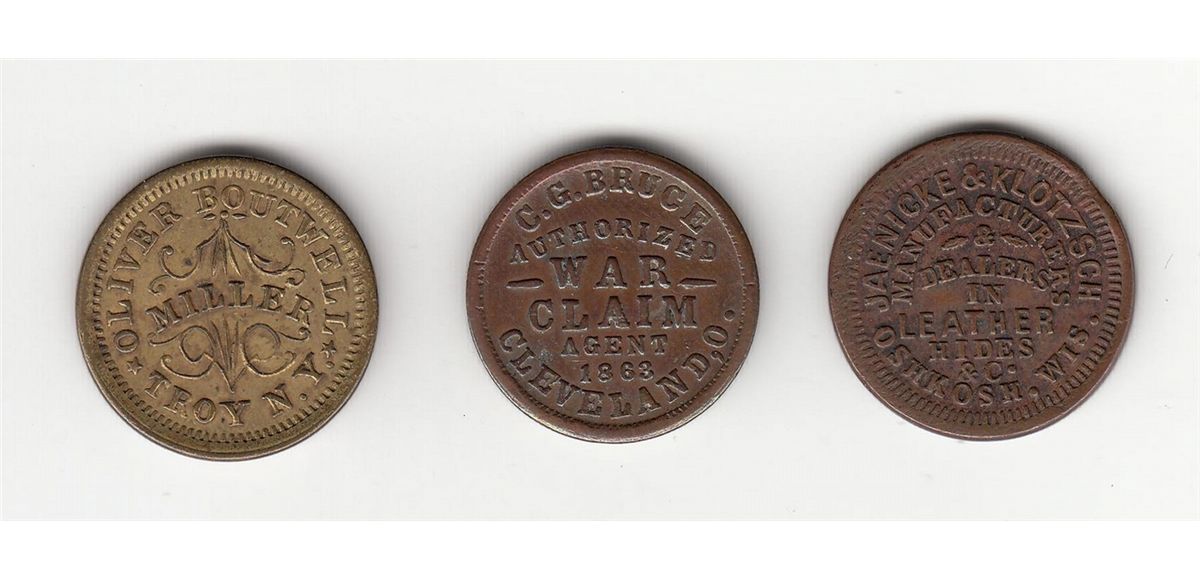 OLIVER BOUTWELL
MILLER
TROY N.Y.
C.G. BRUCE
AUTHORIZED
WAR
CLAIM
AGENT
1863
CLEVELAND, O.
JAENICKE & KLOTZSCH
MANUFACTURERS
&
DEALERS
IN
LEATHER
HIDES
& C.
OSHKOSH, WIS.